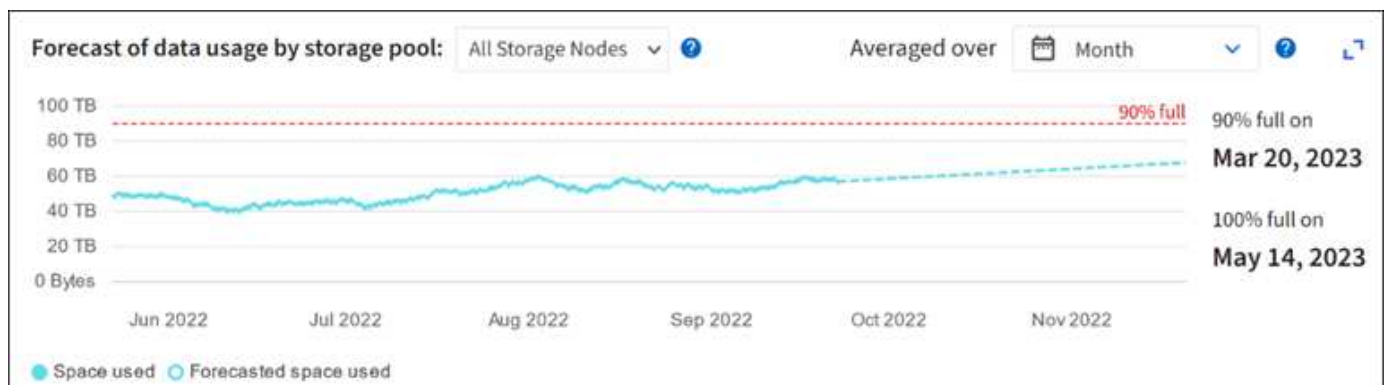 Forecast of data usage by storage pool: All Storage Nodes ? Averaged over Month ?
100 TB
90% full
90% full on
80 TB
Mar 20, 2023
60 TB
40 TB
100% full on
20 TB
May 14, 2023
0 Bytes
Jun 2022 Jul 2022 Aug 2022 Sep 2022 Oct 2022 Nov 2022
Space used Forecasted space used